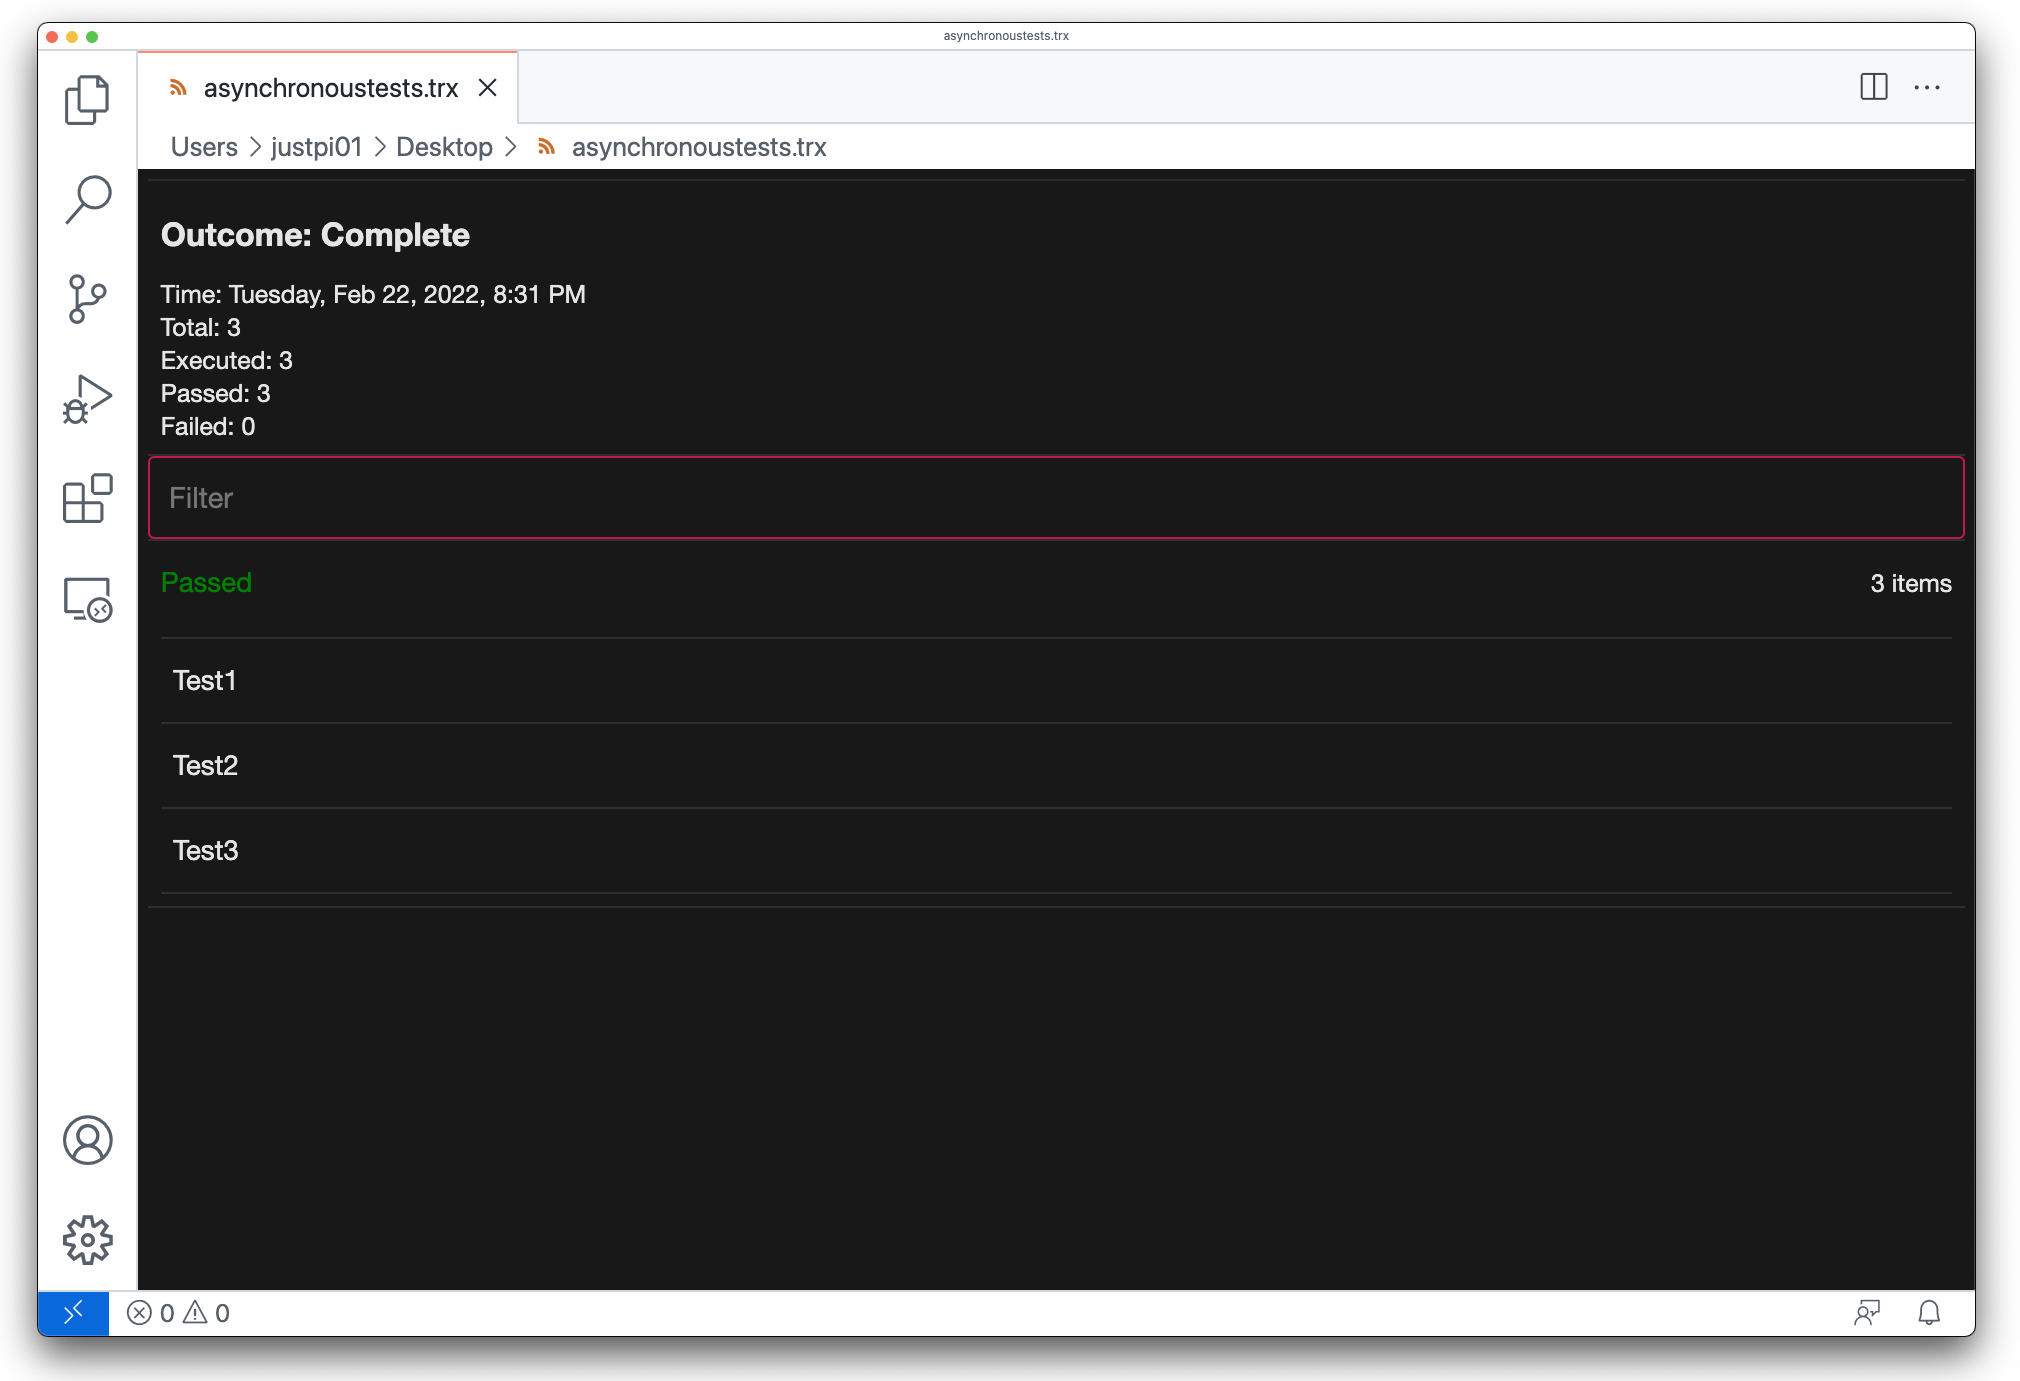 asynchronoustests.trx
asynchronoustests.trx
Users > justpi01 > Desktop > asynchronoustests.trx
Outcome: Complete
Time: Tuesday, Feb 22, 2022, 8:31 PM
Total: 3
Executed: 3
Passed: 3
Failed: 0
Filter
Passed 3 items
Test1
Test2
Test3
0 0